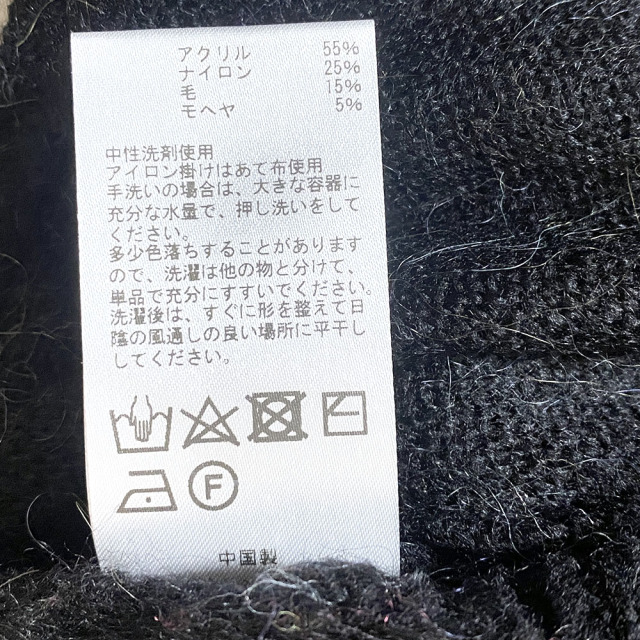 アクリル 55%
ナイロン 25%
毛 15%
モヘヤ 5%
中性洗剤使用
アイロン掛けはあて布使用
手洗いの場合は、大きな容器に
充分な水量で、押し洗いをして
ください。
多少色落ちすることがあります
ので、洗濯は他の物と分けて、
単品で充分にすすいでください。
洗濯後は、すぐに形を整えて日
陰の風通しの良い場所に平干し
してください。
F
中国製